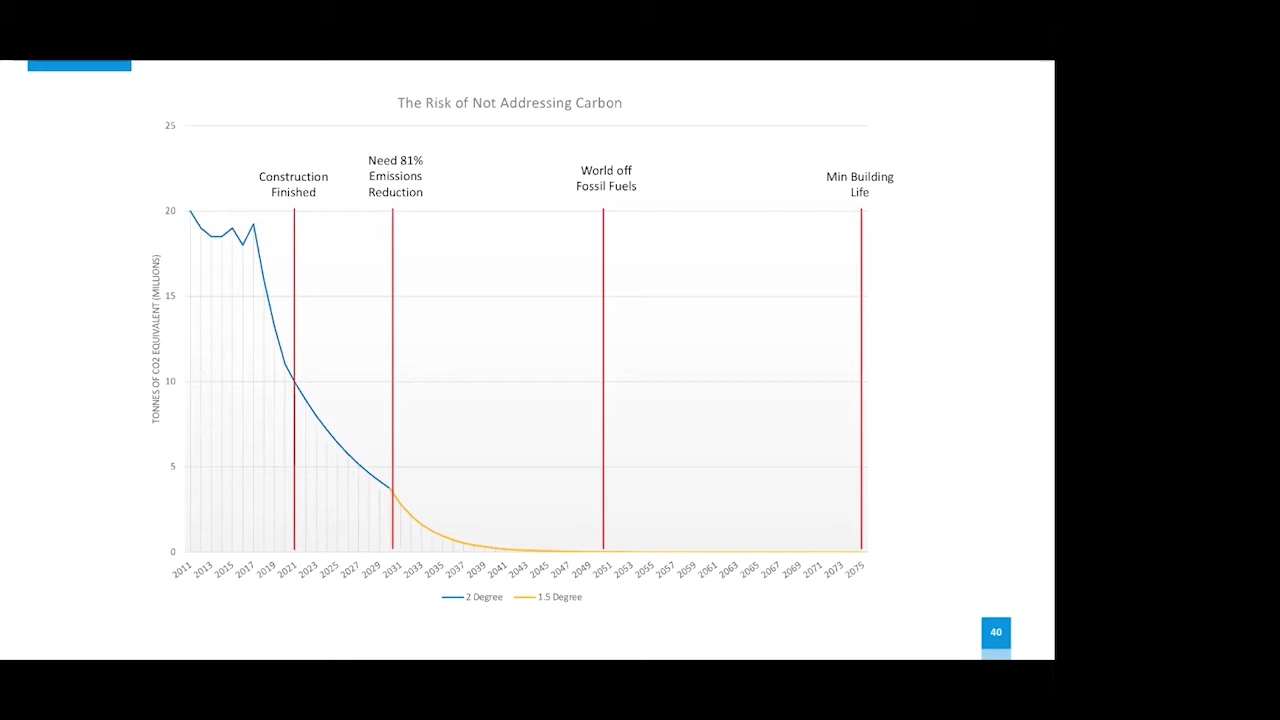 The Risk of Not Addressing Carbon
25
Need 81%
Emissions
Reduction
Construction
Finished
World off
Fossil Fuels
Min Building
Life
20
15
10
5
0
TONNES OF CO2 EQUIVALENT (MILLIONS)
2011 2013 2015 2017 2019 2021 2023 2025 2027 2029 2031 2033 2035 2037 2039 2041 2043 2045 2047 2049 2051 2053 2055 2057 2059 2061 2063 2065 2067 2069 2071 2073 2075
2 Degree 1.5 Degree
40